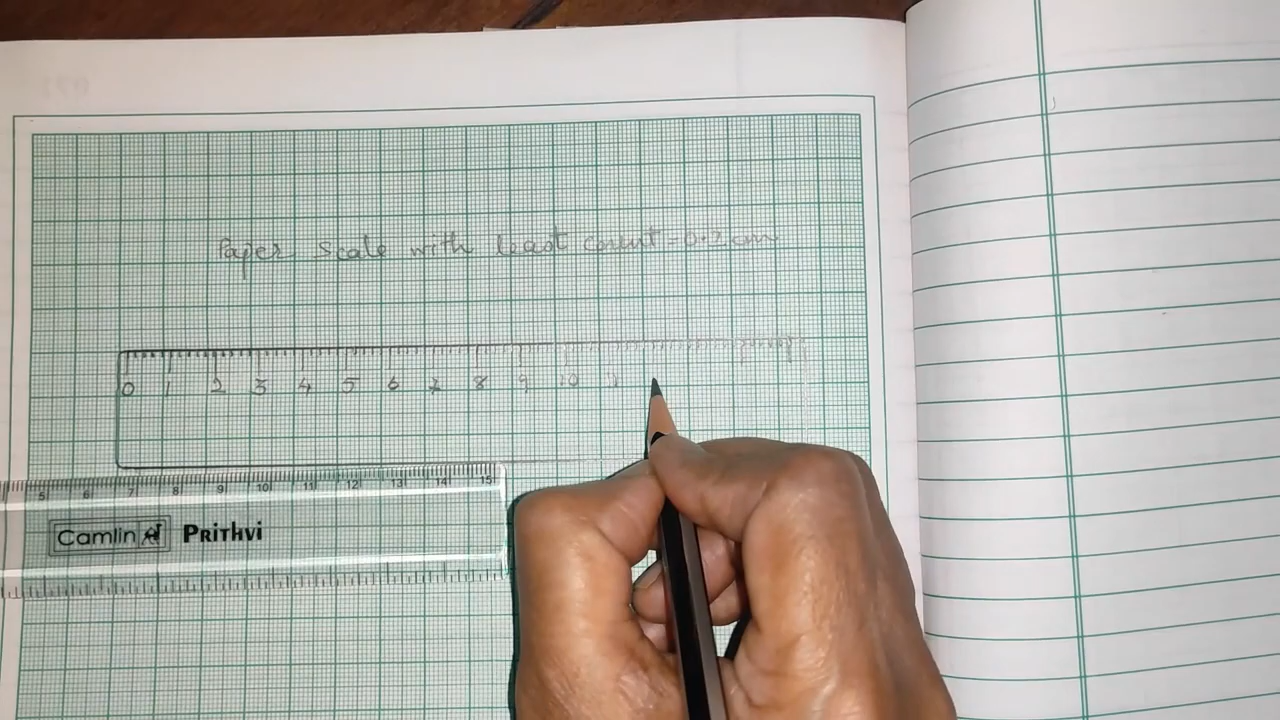 Paper Scale with least count = 0.2 cm
0 1 2 3 4 5 6 7 8 9 10 11
5 6 7 8 9 10 11 12 13 14 15
Camlin Prithvi